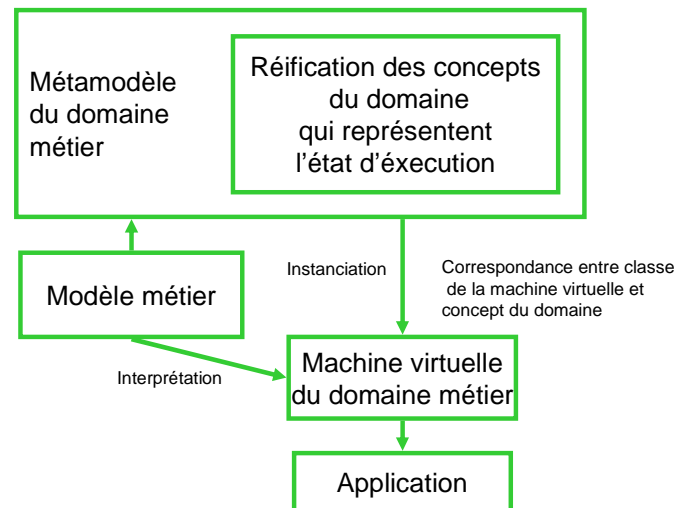 Métamodèle
du domaine
métier
Réification des concepts
du domaine
qui représentent
l'état d'éxecution
Instanciation
Correspondance entre classe
de la machine virtuelle et
concept du domaine
Modèle métier
Interprétation
Machine virtuelle
du domaine métier
Application